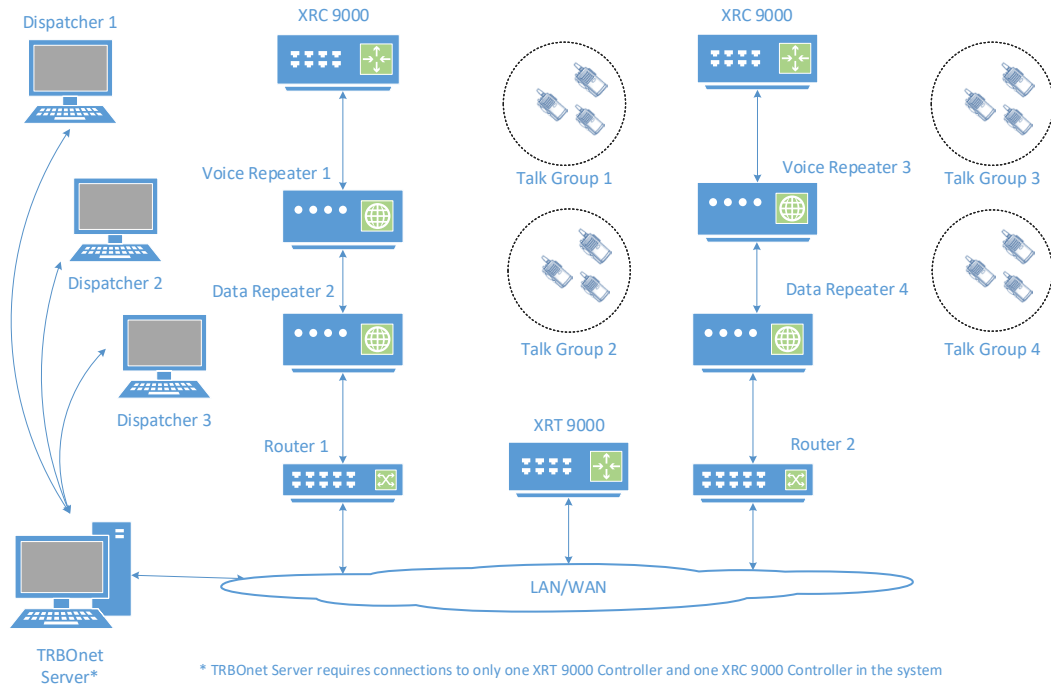 Dispatcher 1
XRC 9000
XRC 9000
Voice Repeater 1
Talk Group 1
Voice Repeater 3
Talk Group 3
Dispatcher 2
Data Repeater 2
Data Repeater 4
Talk Group 2
Talk Group 4
Dispatcher 3
XRT 9000
Router 1
Router 2
LAN/WAN
TRBOnet
Server*
* TRBOnet Server requires connections to only one XRT 9000 Controller and one XRC 9000 Controller in the system